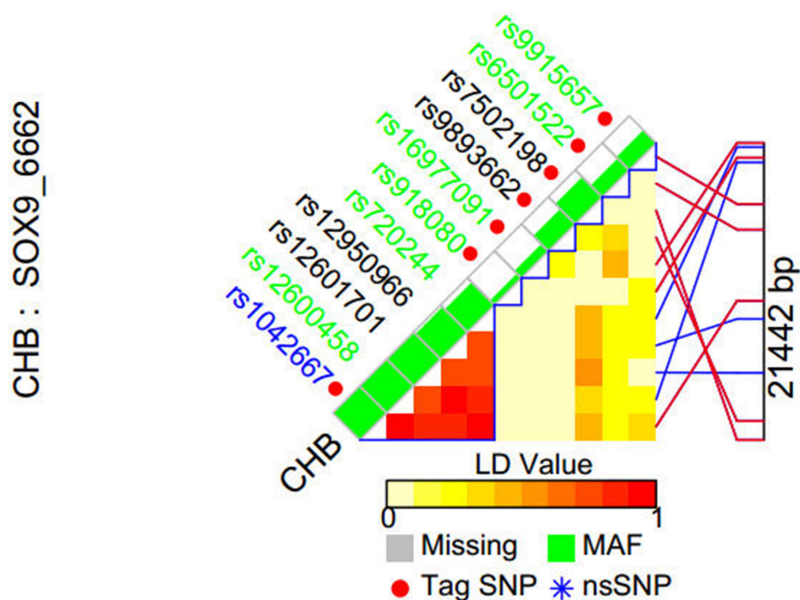 CHB : SOX9_6662
rs9915657
rs6501522
rs7502198
rs9893662
rs16977091
rs918080
rs720244
rs12950966
rs12601701
rs12600458
rs1042667
CHB
21442 bp
LD Value
0 1
Missing MAF
Tag SNP nsSNP